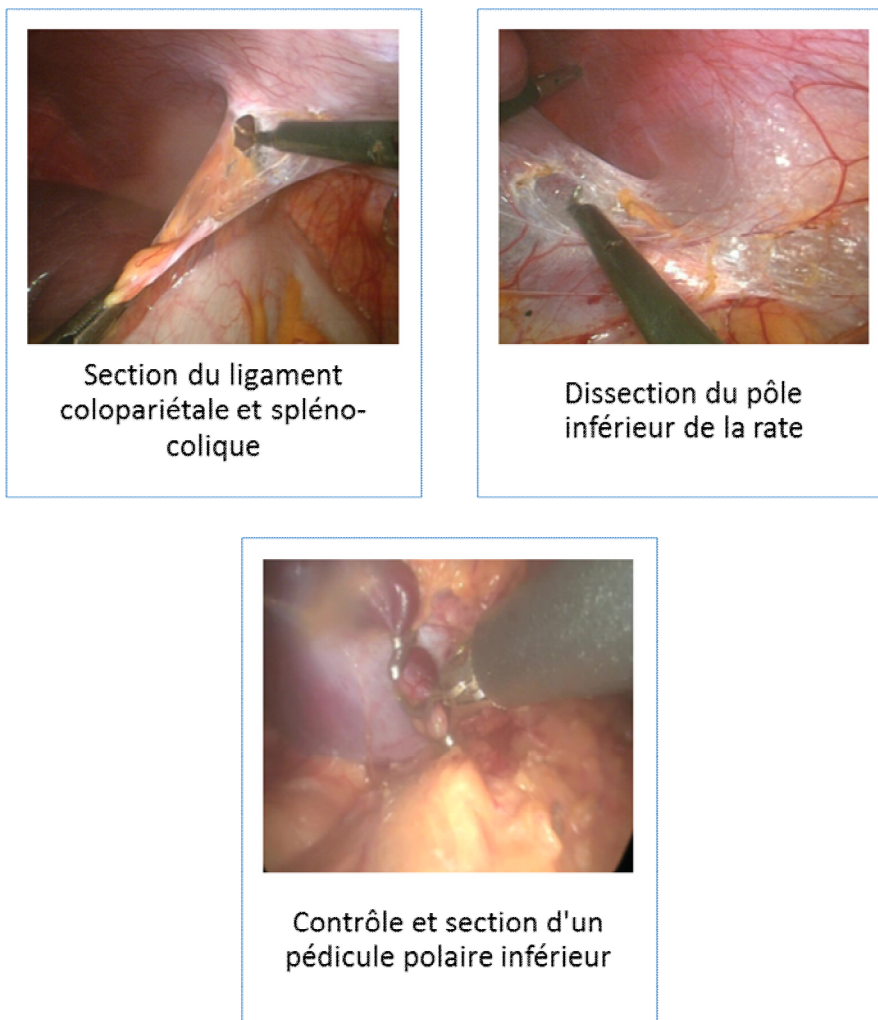 Section du ligament
colopariétale et spléno-
colique
Dissection du pôle
inférieur de la rate
Contrôle et section d'un
pédicule polaire inférieur